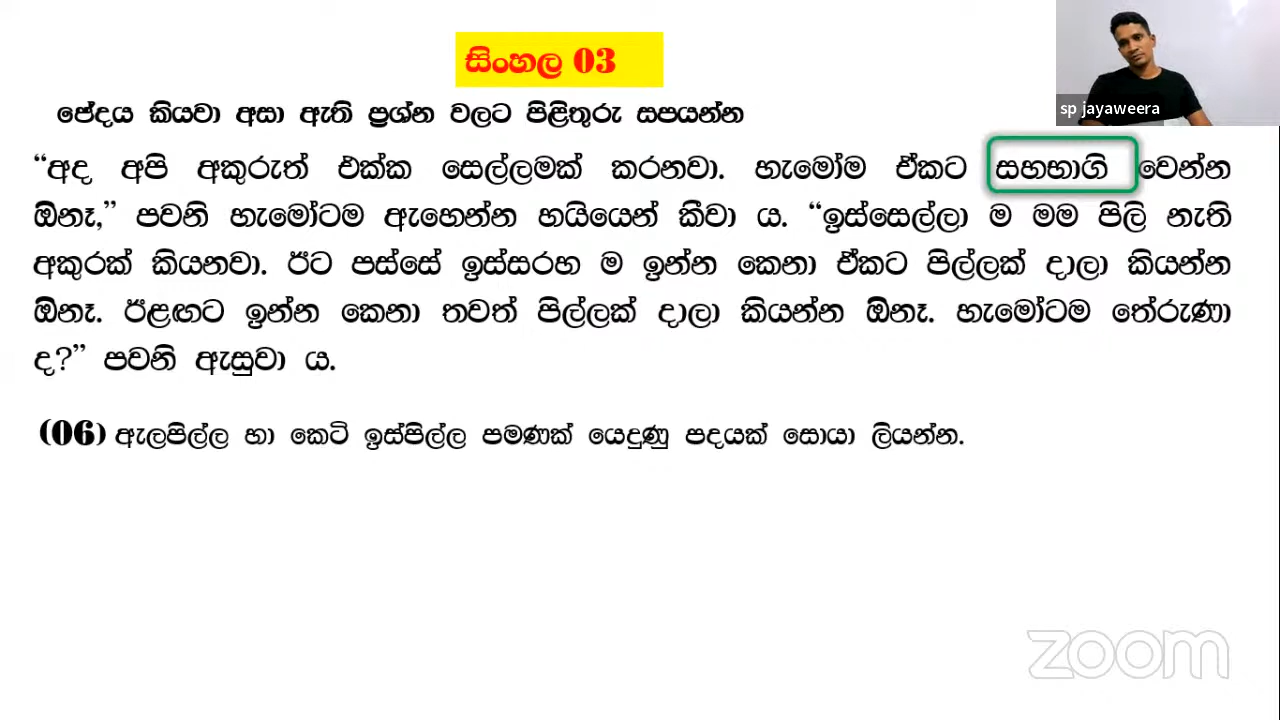 සිංහල 03
sp jayaweera
ඡේදය කියවා අසා ඇති ප්‍රශ්න වලට පිළිතුරු සපයන්න
“අද අපි අකුරුත් එක්ක සෙල්ලමක් කරනවා. හැමෝම ඒකට සහභාගි වෙන්න
ඕනෑ,” පවනි හැමෝටම ඇහෙන්න හයියෙන් කීවා ය. “ඉස්සෙල්ලා ම මම පිලි නැති
අකුරක් කියනවා. ඊට පස්සේ ඉස්සරහ ම ඉන්න කෙනා ඒකට පිල්ලක් දාලා කියන්න
ඕනෑ. ඊළඟට ඉන්න කෙනා තවත් පිල්ලක් දාලා කියන්න ඕනෑ. හැමෝටම තේරුණා
ද?” පවනි ඇසුවා ය.
(06) ඇලපිල්ල හා කෙටි ඉස්පිල්ල පමණක් යෙදුණු පදයක් සොයා ලියන්න.
zoom